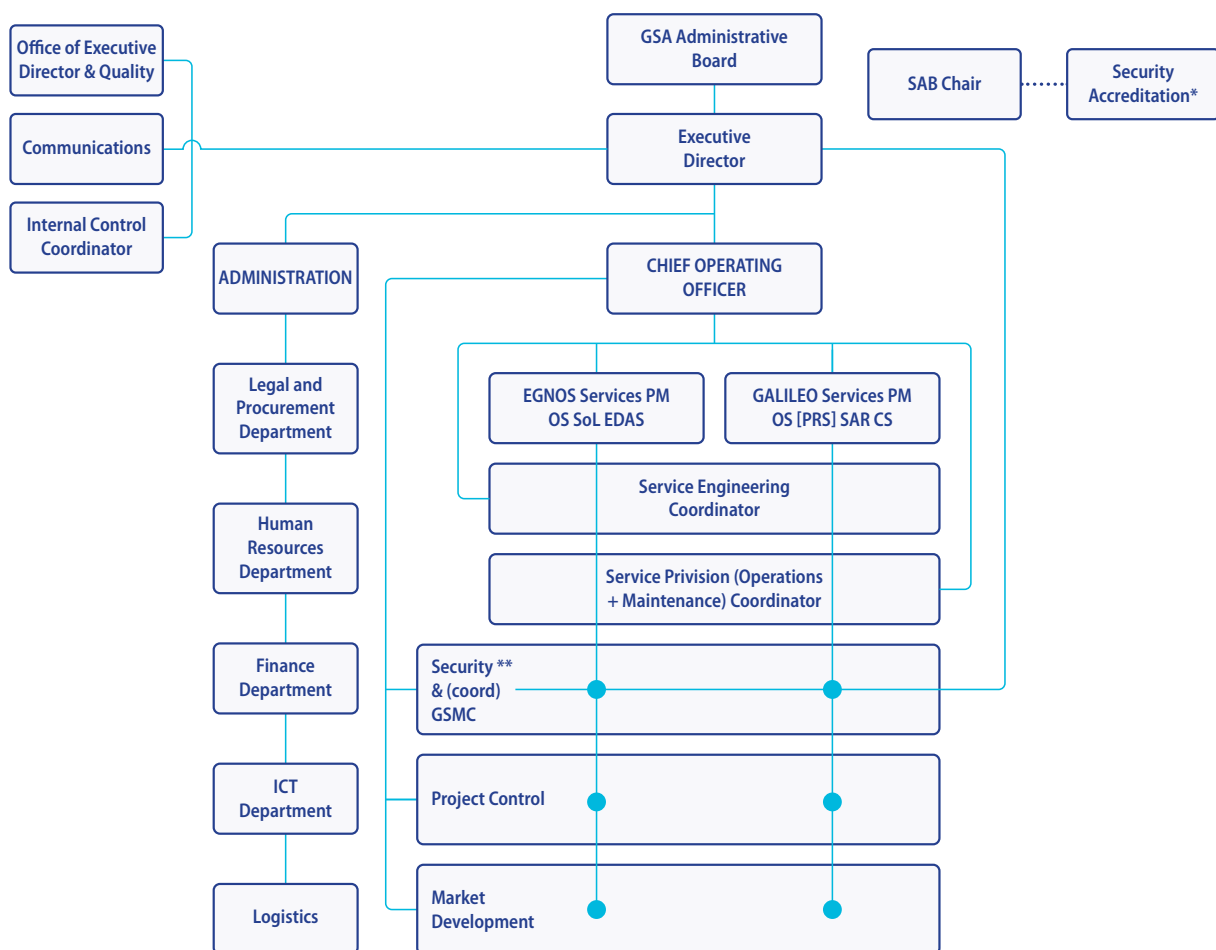 Office of Executive
Director & Quality
GSA Administrative
Board
SAB Chair
Security
Accreditation*
Communications
Executive
Director
Internal Control
Coordinator
ADMINISTRATION
CHIEF OPERATING
OFFICER
Legal and
Procurement
Department
EGNOS Services PM
OS SoL EDAS
GALILEO Services PM
OS [PRS] SAR CS
Service Engineering
Coordinator
Human
Resources
Department
Service Privision (Operations
+ Maintenance) Coordinator
Finance
Department
Security **
& (coord)
GSMC
ICT
Department
Project Control
Logistics
Market
Development